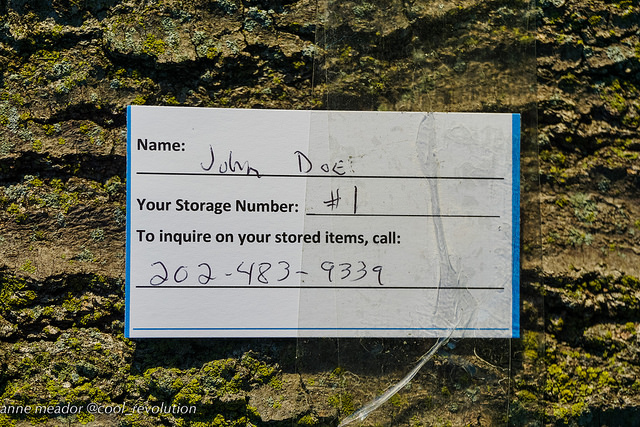 Name: John Doe
Your Storage Number: #1
To inquire on your stored items, call:
202-483-9339
anne meador @cool_revolution